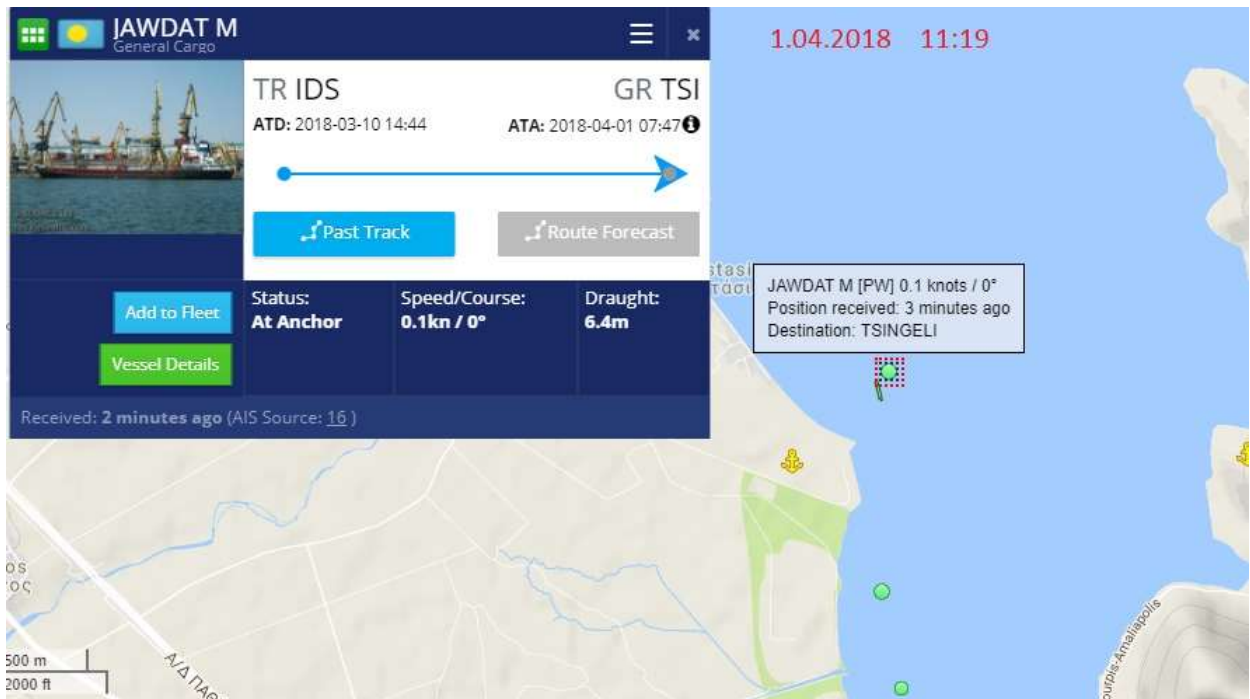 JAWDAT M
General Cargo
1.04.2018 11:19
TR IDS
GR TSI
ATD: 2018-03-10 14:44
ATA: 2018-04-01 07:47
Past Track
Route Forecast
Add to Fleet
Vessel Details
Status:
At Anchor
Speed/Course:
0.1kn / 0°
Draught:
6.4m
Received: 2 minutes ago (AIS Source: 16 )
JAWDAT M [PW] 0.1 knots / 0°
Position received: 3 minutes ago
Destination: TSINGELI
500 m
2000 ft
Α/Δ ΠΑΘ
ourpis-Amaliapolis